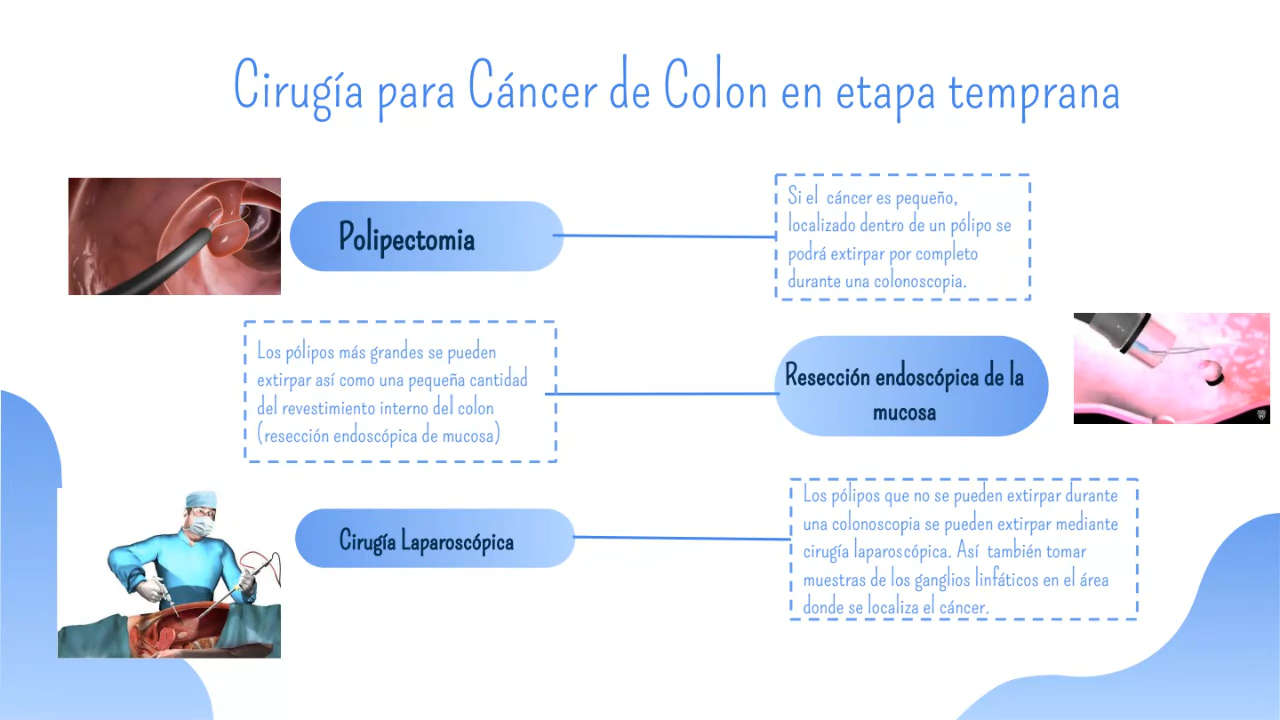 Cirugía para Cáncer de Colon en etapa temprana
Polipectomia
Si el cáncer es pequeño,
localizado dentro de un pólipo se
podrá extirpar por completo
durante una colonoscopia.
Los pólipos más grandes se pueden
extirpar así como una pequeña cantidad
del revestimiento interno del colon
(resección endoscópica de mucosa)
Resección endoscópica de la
mucosa
Cirugía Laparoscópica
Los pólipos que no se pueden extirpar durante
una colonoscopia se pueden extirpar mediante
cirugía laparoscópica. Así también tomar
muestras de los ganglios linfáticos en el área
donde se localiza el cáncer.